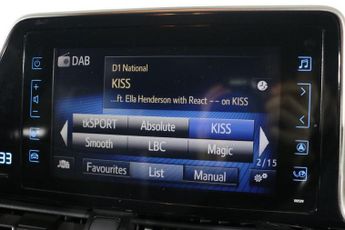 DAB
D1 National
KISS
...ft. Ella Henderson with React -- on KISS
tkSPORT Absolute KISS
Smooth LBC Magic
2/15
Favourites List Manual